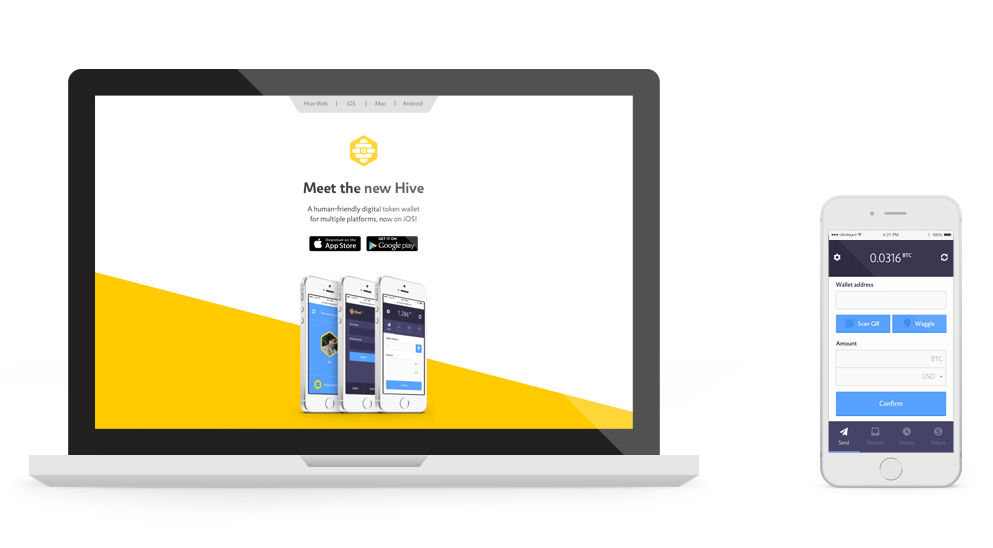 Hive Web | iOS | Mac | Android
Meet the new Hive
A human-friendly digital token wallet
for multiple platforms, now on iOS!
Download on the
App Store
GET IT ON
Google play
4:21 PM
100%
0.0316 BTC
Wallet address
Scan QR
Waggle
Amount
BTC
USD
Confirm
Send
Receive
History
Tokens